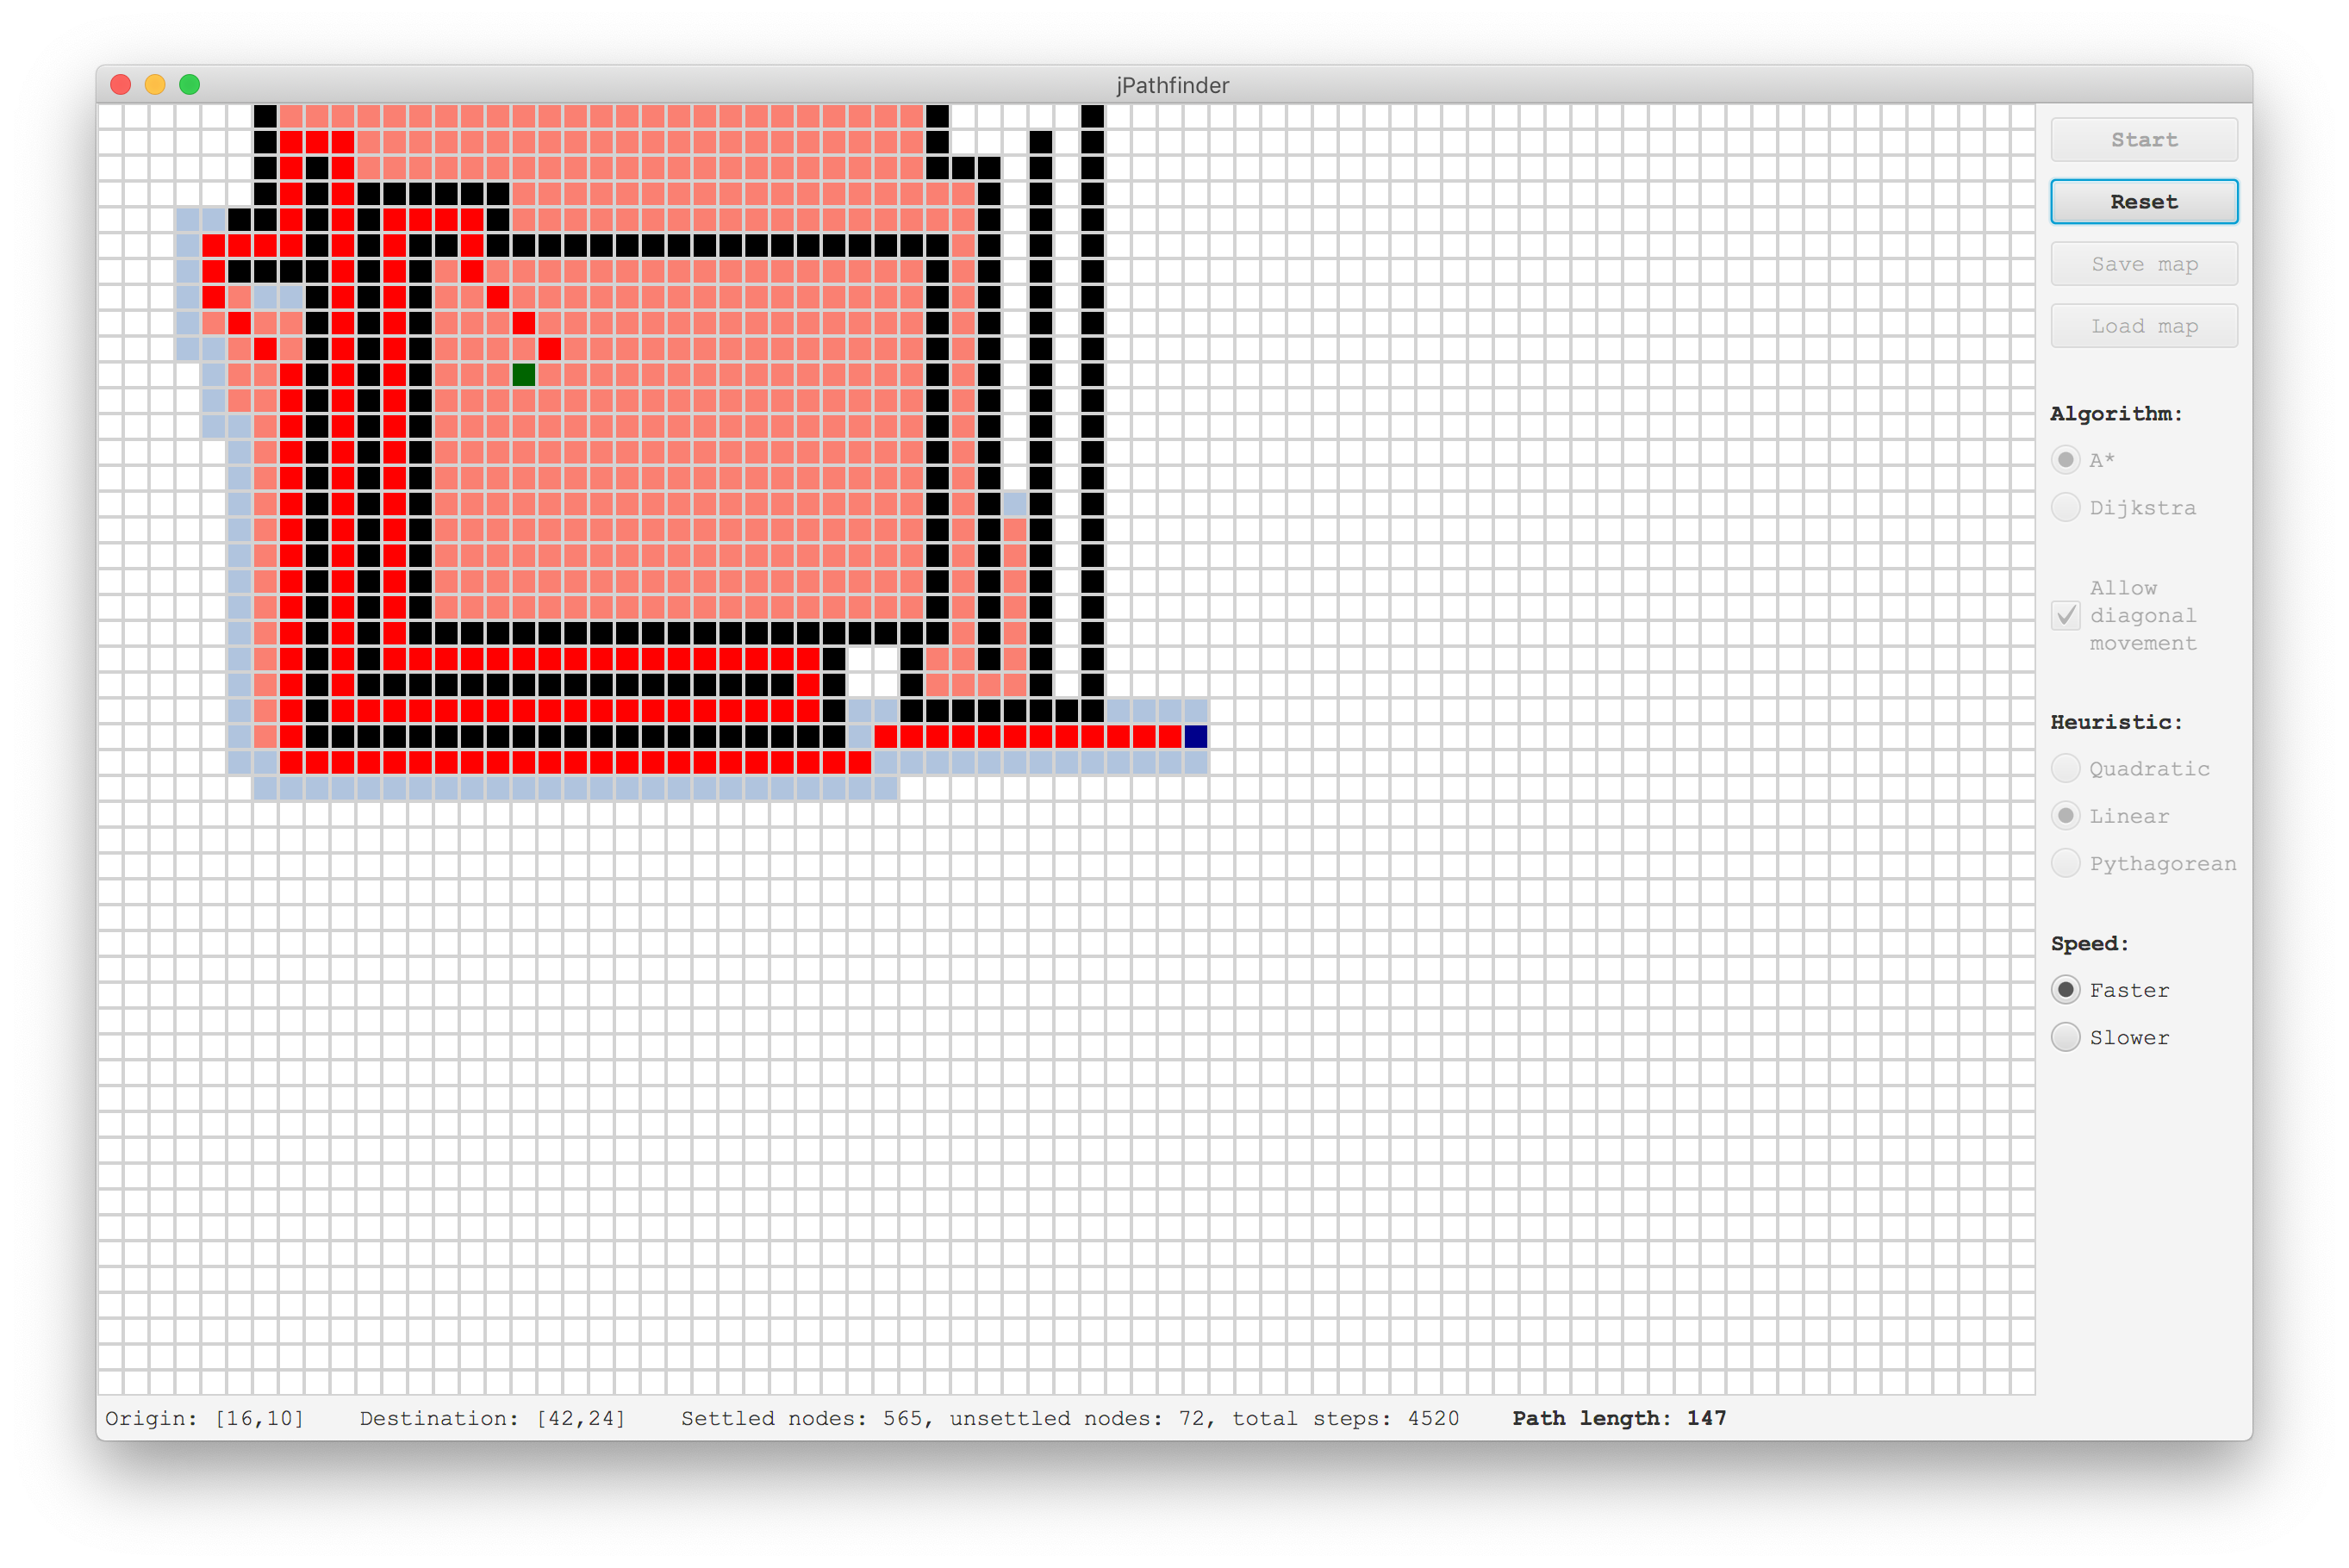 jPathfinder
Start
Reset
Save map
Load map
Algorithm:
A*
Dijkstra
Allow
diagonal
movement
Heuristic:
Quadratic
Linear
Pythagorean
Speed:
Faster
Slower
Origin: [16,10] Destination: [42,24] Settled nodes: 565, unsettled nodes: 72, total steps: 4520 Path length: 147